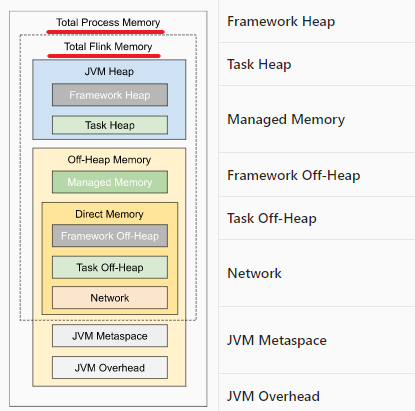 Total Process Memory
Total Flink Memory
JVM Heap
Framework Heap
Task Heap
Off-Heap Memory
Managed Memory
Direct Memory
Framework Off-Heap
Task Off-Heap
Network
JVM Metaspace
JVM Overhead
Framework Heap
Task Heap
Managed Memory
Framework Off-Heap
Task Off-Heap
Network
JVM Metaspace
JVM Overhead